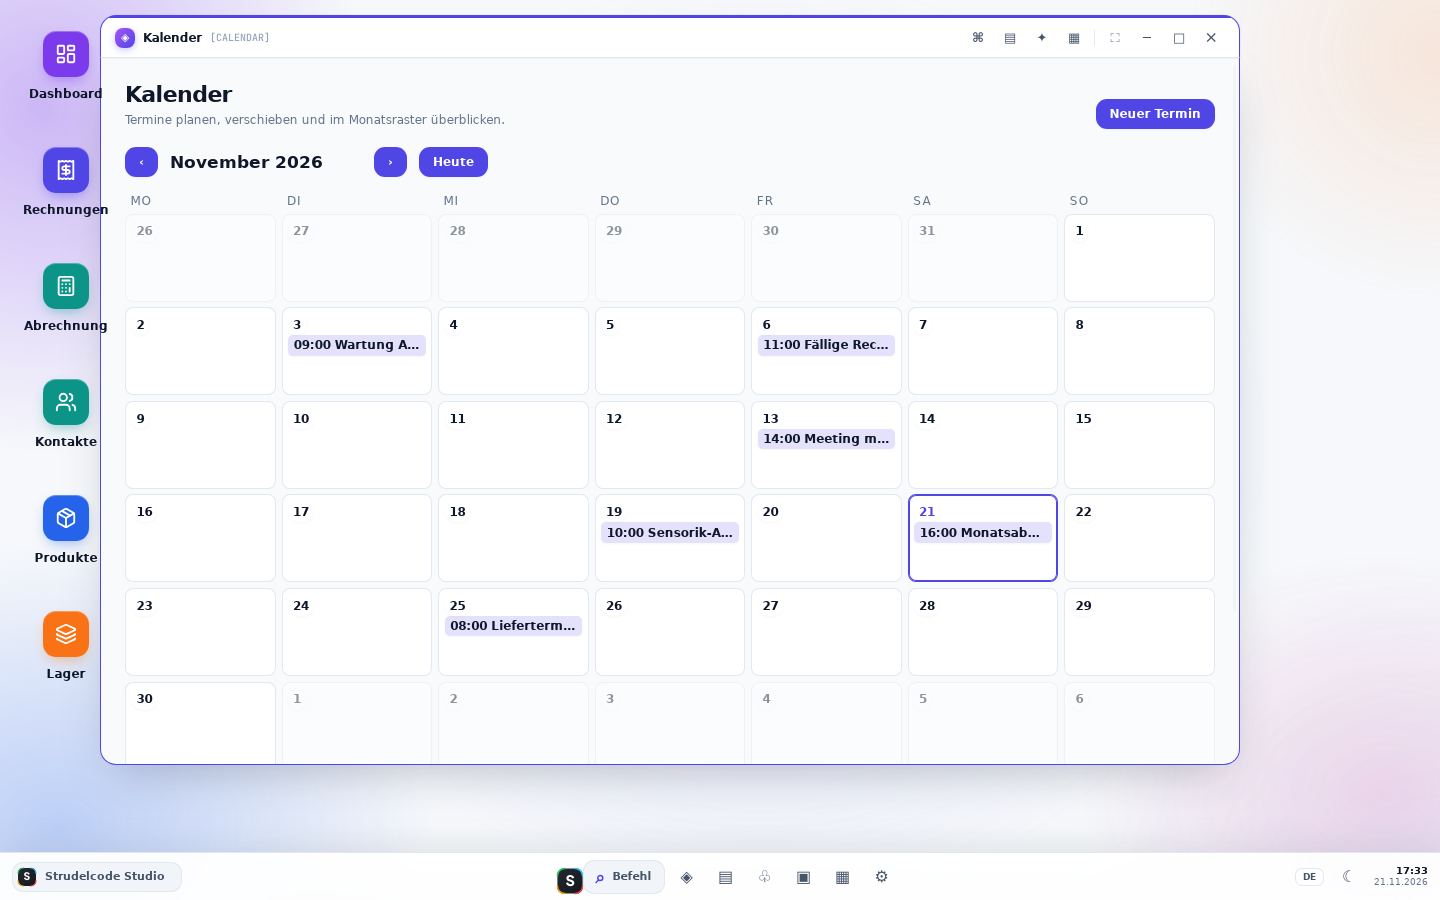 Kalender [CALENDAR]
Dashboard
Rechnungen
Abrechnung
Kontakte
Produkte
Lager
Kalender
Termine planen, verschieben und im Monatsraster überblicken.
Neuer Termin
‹ November 2026 › Heute
MO DI MI DO FR SA SO
26 27 28 29 30 31 1
2 3 4 5 6 7 8
09:00 Wartung A... 11:00 Fällige Rec...
9 10 11 12 13 14 15
14:00 Meeting m...
16 17 18 19 20 21 22
10:00 Sensorik-A... 16:00 Monatsab...
23 24 25 26 27 28 29
08:00 Lieferterm...
30 1 2 3 4 5 6
S Strudelcode Studio
S Befehl
DE
17:33
21.11.2026